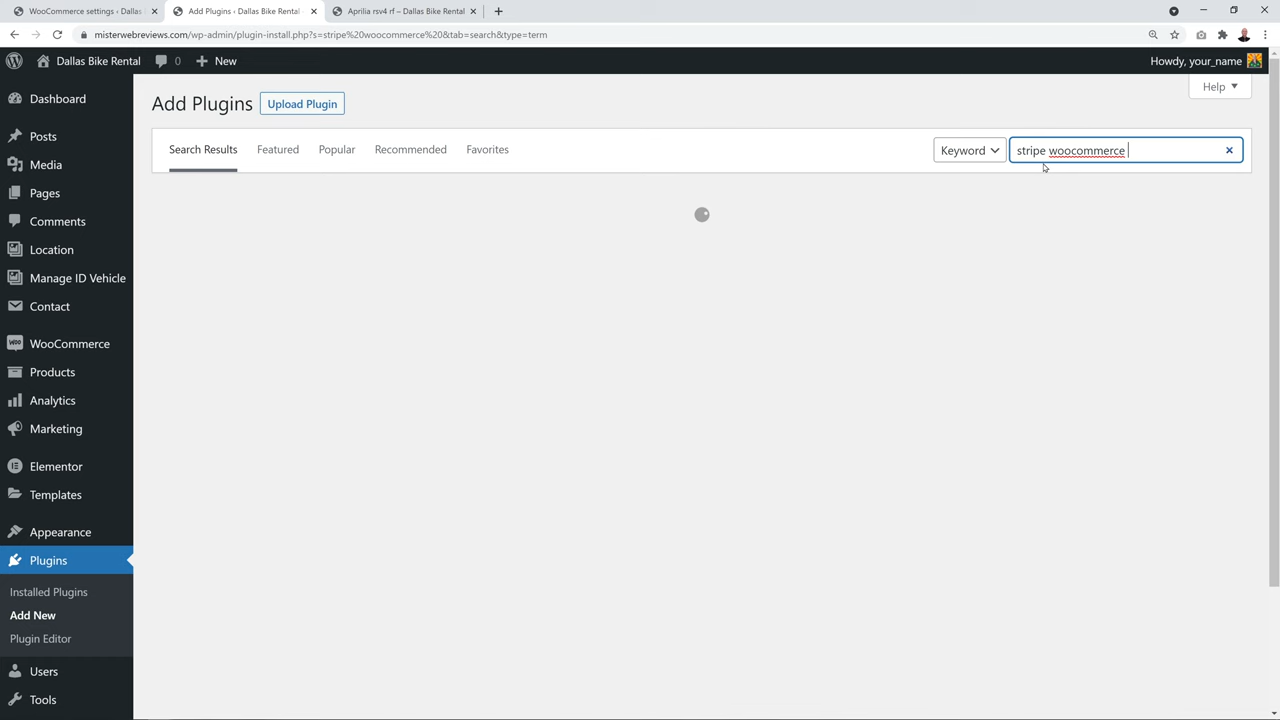 WooCommerce settings ‹ Dallas
Add Plugins ‹ Dallas Bike Rental
Aprilia rsv4 rf – Dallas Bike Rental
misterwebreviews.com/wp-admin/plugin-install.php?s=stripe%20woocommerce%20&tab=search&type=term
Dallas Bike Rental
0
New
Howdy, your_name
Help
Add Plugins
Upload Plugin
Search Results
Featured
Popular
Recommended
Favorites
Keyword
stripe woocommerce
Dashboard
Posts
Media
Pages
Comments
Location
Manage ID Vehicle
Contact
WooCommerce
Products
Analytics
Marketing
Elementor
Templates
Appearance
Plugins
Installed Plugins
Add New
Plugin Editor
Users
Tools